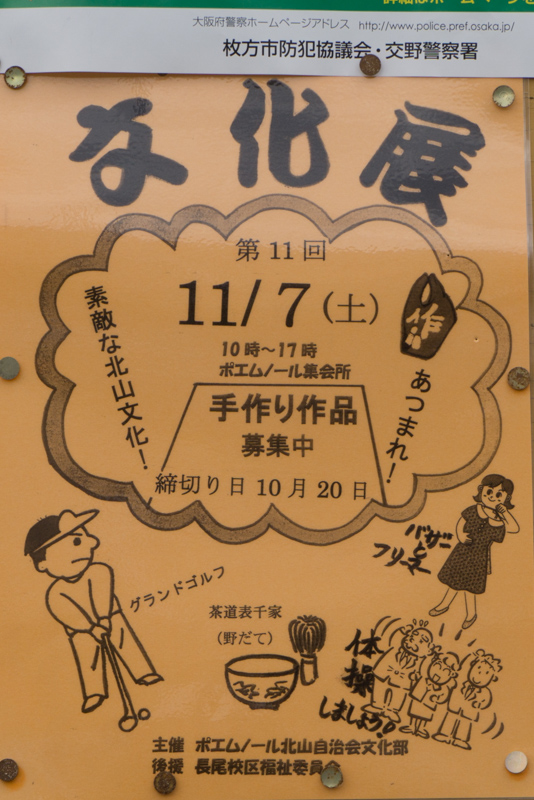 大阪府警察ホームページアドレス http://www.police.pref.osaka.jp/
枚方市防犯協議会・交野警察署
な化展
第11回
11/7(土)
10時～17時
ポエムノール集会所
素敵な北山文化!
作品
あつまれ!
手作り作品
募集中
締切り日10月20日
バザーと
フリーマ
グランドゴルフ
茶道表千家
(野だて)
体操
しましょう!
主催 ポエムノール北山自治会文化部
後援 長尾校区福祉委員会